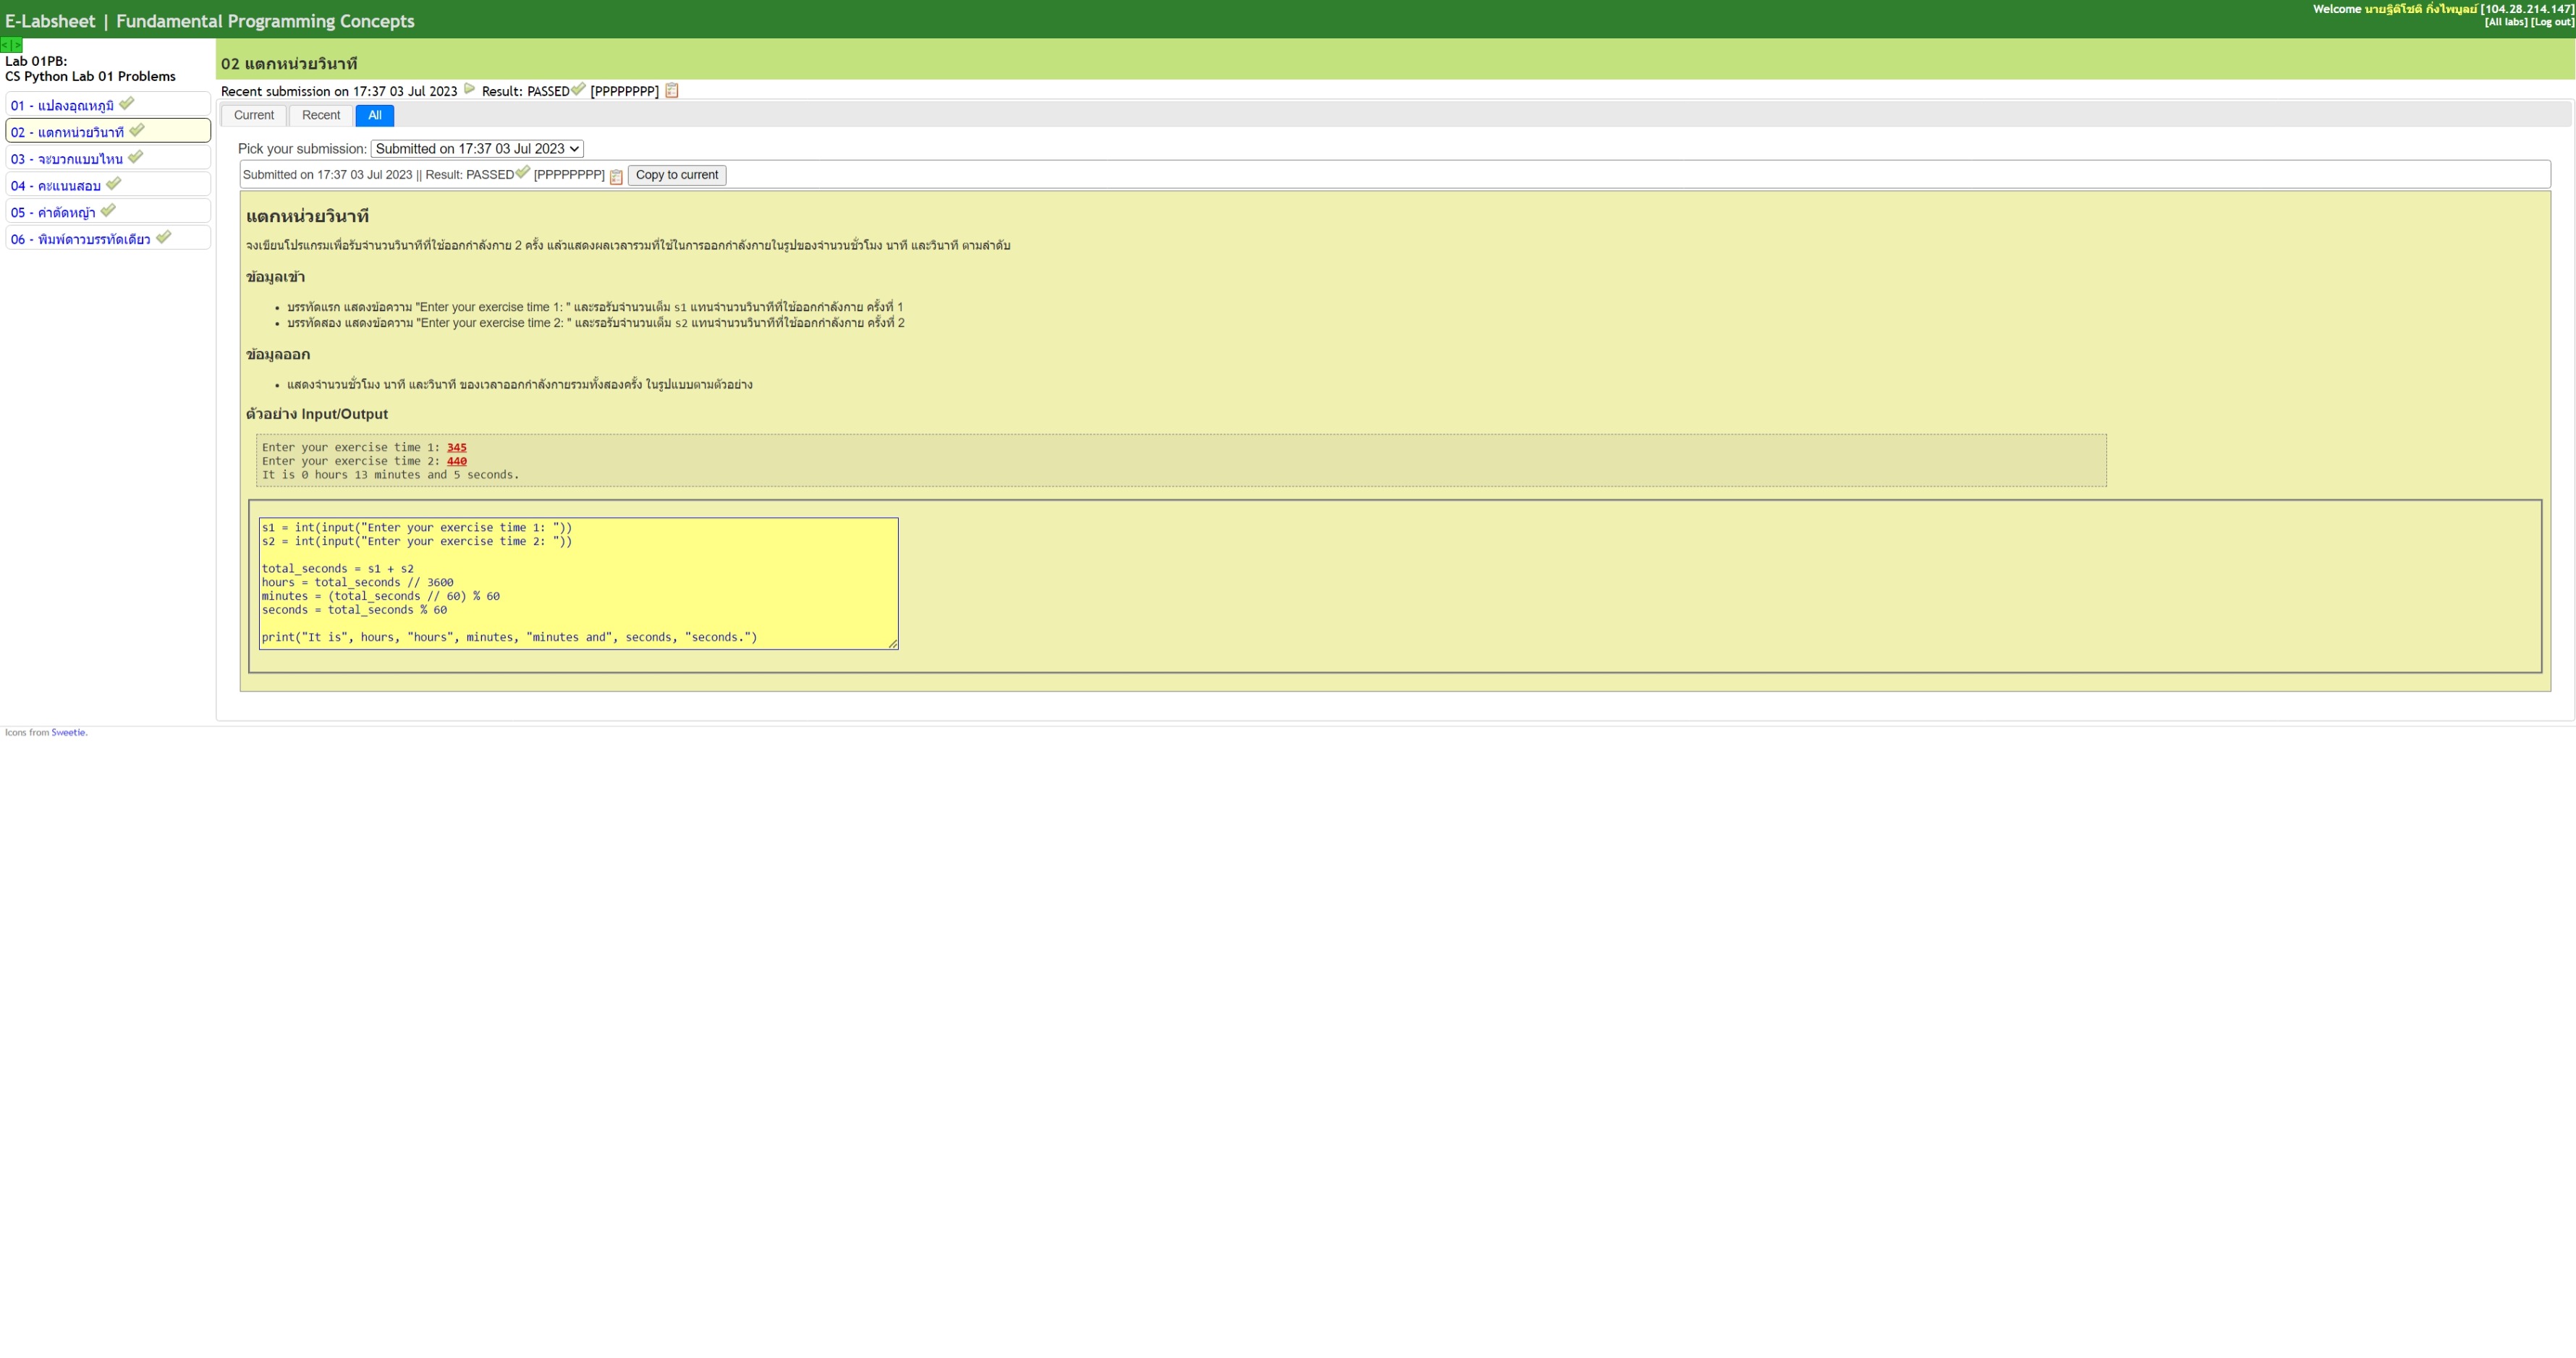 E-Labsheet | Fundamental Programming Concepts
Welcome นายฐิติโชติ กิ่งไพบูลย์ [104.28.214.147]
[All labs] [Log out]
<|>
Lab 01PB:
CS Python Lab 01 Problems
01 - แปลงอุณหภูมิ
02 - แตกหน่วยวินาที
03 - จะบวกแบบไหน
04 - คะแนนสอบ
05 - ค่าตัดหญ้า
06 - พิมพ์ดาวบรรทัดเดียว
02 แตกหน่วยวินาที
Recent submission on 17:37 03 Jul 2023 Result: PASSED [PPPPPPPP]
Current Recent All
Pick your submission: Submitted on 17:37 03 Jul 2023
Submitted on 17:37 03 Jul 2023 || Result: PASSED [PPPPPPPP] Copy to current
แตกหน่วยวินาที
จงเขียนโปรแกรมเพื่อรับจำนวนวินาทีที่ใช้ออกกำลังกาย 2 ครั้ง แล้วแสดงผลเวลารวมที่ใช้ในการออกกำลังกายในรูปของจำนวนชั่วโมง นาที และวินาที ตามลำดับ
ข้อมูลเข้า
• บรรทัดแรก แสดงข้อความ "Enter your exercise time 1: " และรอรับจำนวนเต็ม s1 แทนจำนวนวินาทีที่ใช้ออกกำลังกาย ครั้งที่ 1
• บรรทัดสอง แสดงข้อความ "Enter your exercise time 2: " และรอรับจำนวนเต็ม s2 แทนจำนวนวินาทีที่ใช้ออกกำลังกาย ครั้งที่ 2
ข้อมูลออก
• แสดงจำนวนชั่วโมง นาที และวินาที ของเวลาออกกำลังกายรวมทั้งสองครั้ง ในรูปแบบตามตัวอย่าง
ตัวอย่าง Input/Output
Enter your exercise time 1: 345
Enter your exercise time 2: 440
It is 0 hours 13 minutes and 5 seconds.
s1 = int(input("Enter your exercise time 1: "))
s2 = int(input("Enter your exercise time 2: "))
total_seconds = s1 + s2
hours = total_seconds // 3600
minutes = (total_seconds // 60) % 60
seconds = total_seconds % 60
print("It is", hours, "hours", minutes, "minutes and", seconds, "seconds.")
Icons from Sweetie.